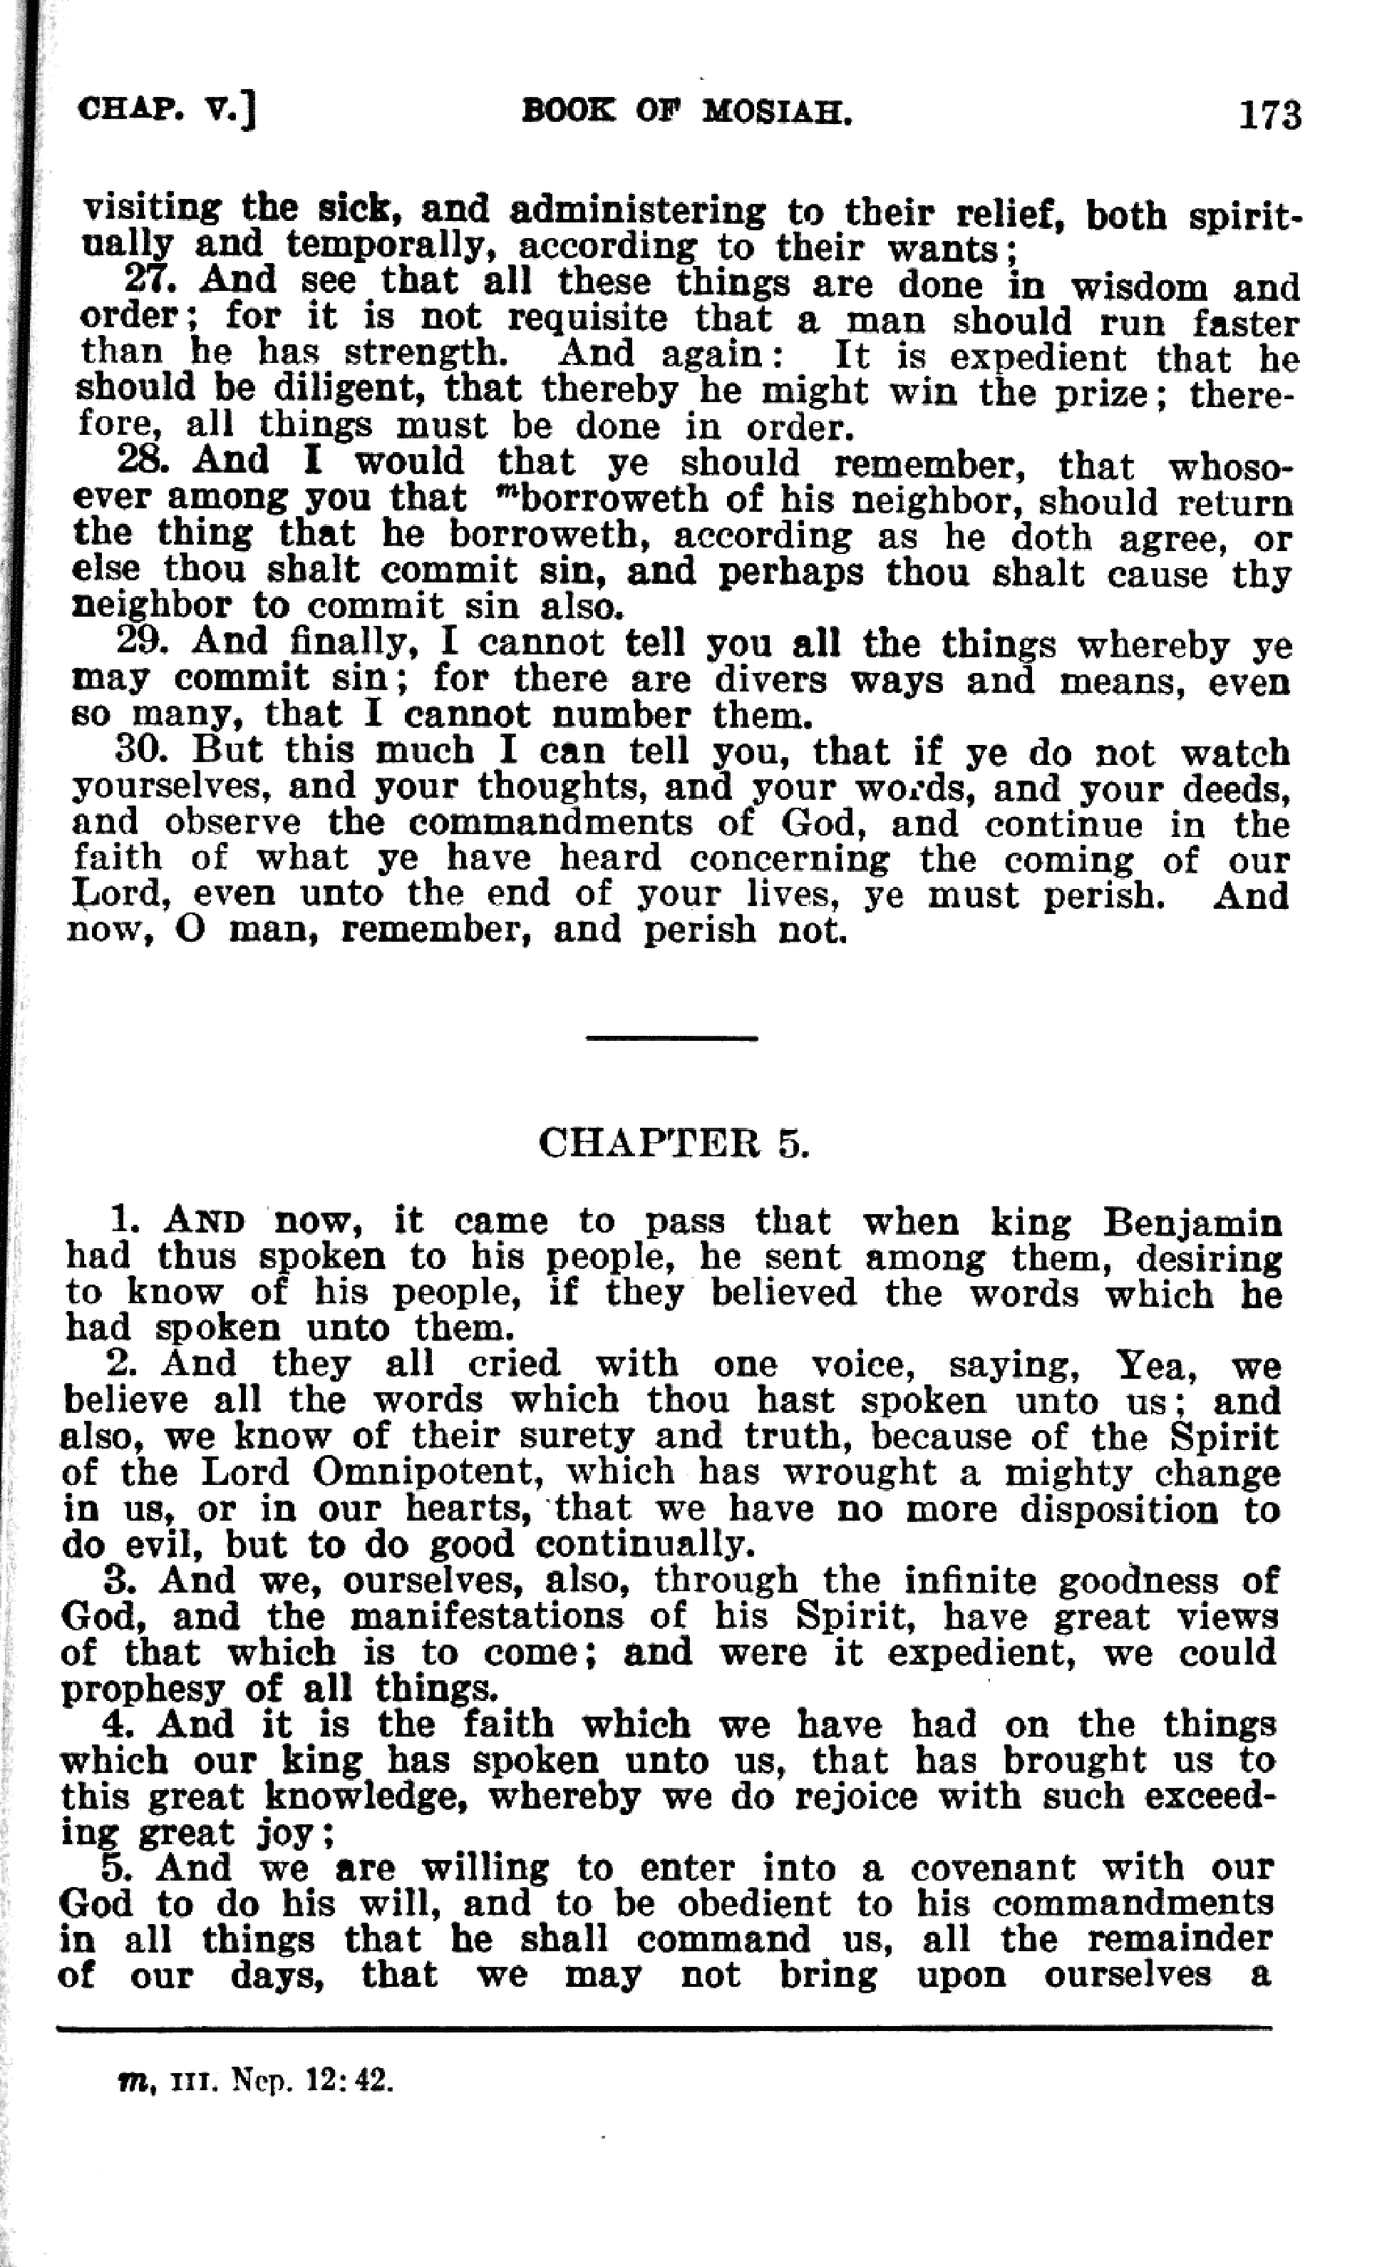 CHAP. V.] BOOK OF MOSIAH. 173
visiting the sick, and administering to their relief, both spirit-
ually and temporally, according to their wants;
27. And see that all these things are done in wisdom and
order; for it is not requisite that a man should run faster
than he has strength. And again: It is expedient that he
should be diligent, that thereby he might win the prize; there-
fore, all things must be done in order.
28. And I would that ye should remember, that whoso-
ever among you that ᵐborroweth of his neighbor, should return
the thing that he borroweth, according as he doth agree, or
else thou shalt commit sin, and perhaps thou shalt cause thy
neighbor to commit sin also.
29. And finally, I cannot tell you all the things whereby ye
may commit sin; for there are divers ways and means, even
so many, that I cannot number them.
30. But this much I can tell you, that if ye do not watch
yourselves, and your thoughts, and your words, and your deeds,
and observe the commandments of God, and continue in the
faith of what ye have heard concerning the coming of our
Lord, even unto the end of your lives, ye must perish. And
now, O man, remember, and perish not.
CHAPTER 5.
1. AND now, it came to pass that when king Benjamin
had thus spoken to his people, he sent among them, desiring
to know of his people, if they believed the words which he
had spoken unto them.
2. And they all cried with one voice, saying, Yea, we
believe all the words which thou hast spoken unto us; and
also, we know of their surety and truth, because of the Spirit
of the Lord Omnipotent, which has wrought a mighty change
in us, or in our hearts, that we have no more disposition to
do evil, but to do good continually.
3. And we, ourselves, also, through the infinite goodness of
God, and the manifestations of his Spirit, have great views
of that which is to come; and were it expedient, we could
prophesy of all things.
4. And it is the faith which we have had on the things
which our king has spoken unto us, that has brought us to
this great knowledge, whereby we do rejoice with such exceed-
ing great joy;
5. And we are willing to enter into a covenant with our
God to do his will, and to be obedient to his commandments
in all things that he shall command us, all the remainder
of our days, that we may not bring upon ourselves a
m, III. Nep. 12:42.